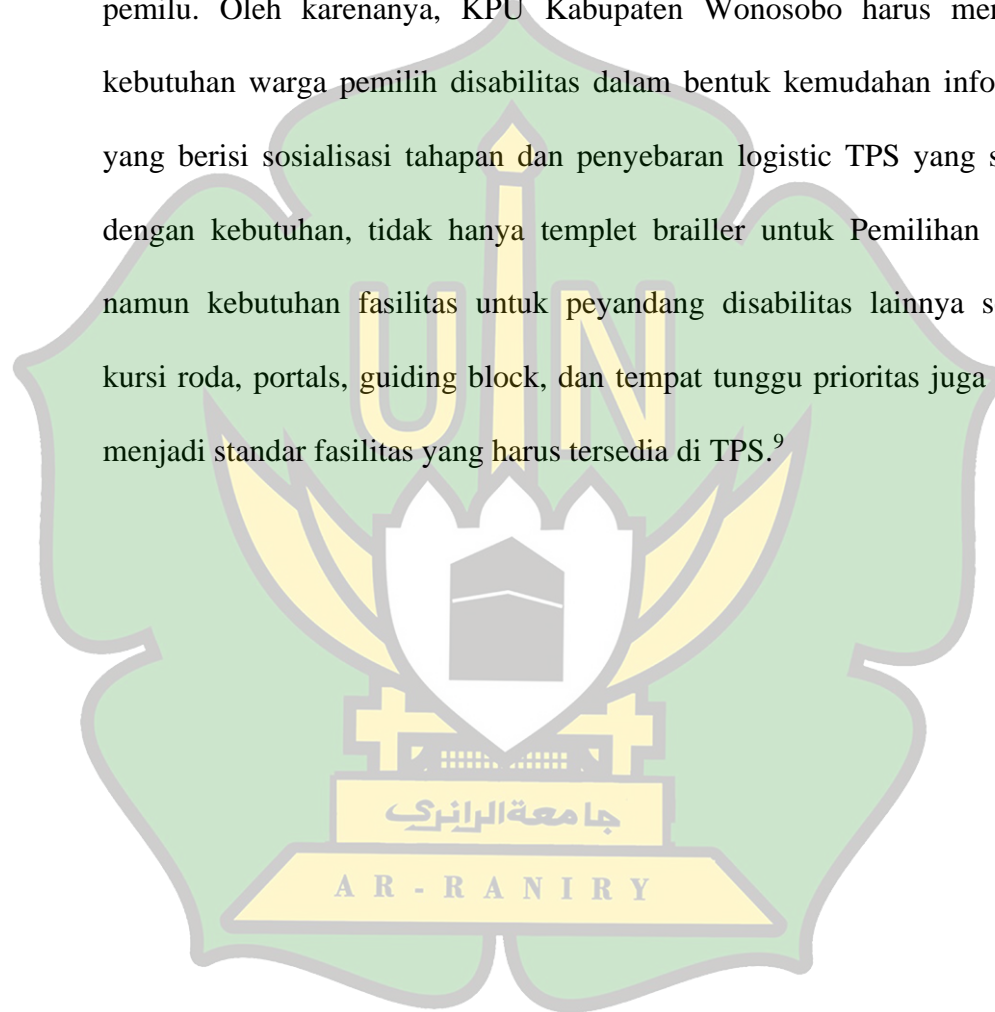 pemilu. Oleh karenanya, KPU Kabupaten Wonosobo harus
kebutuhan warga pemilih disabilitas dalam bentuk kemudahan
yang berisi sosialisasi tahapan dan penyebaran logistic TPS yang
dengan kebutuhan, tidak hanya templet brailler untuk Pemilihan
namun kebutuhan fasilitas untuk peyandang disabilitas lainnya
kursi roda, portals, guiding block, dan tempat tunggu prioritas juga
menjadi standar fasilitas yang harus tersedia di TPS.⁹
UIN
جامعةالرانري
AR-RANIRY